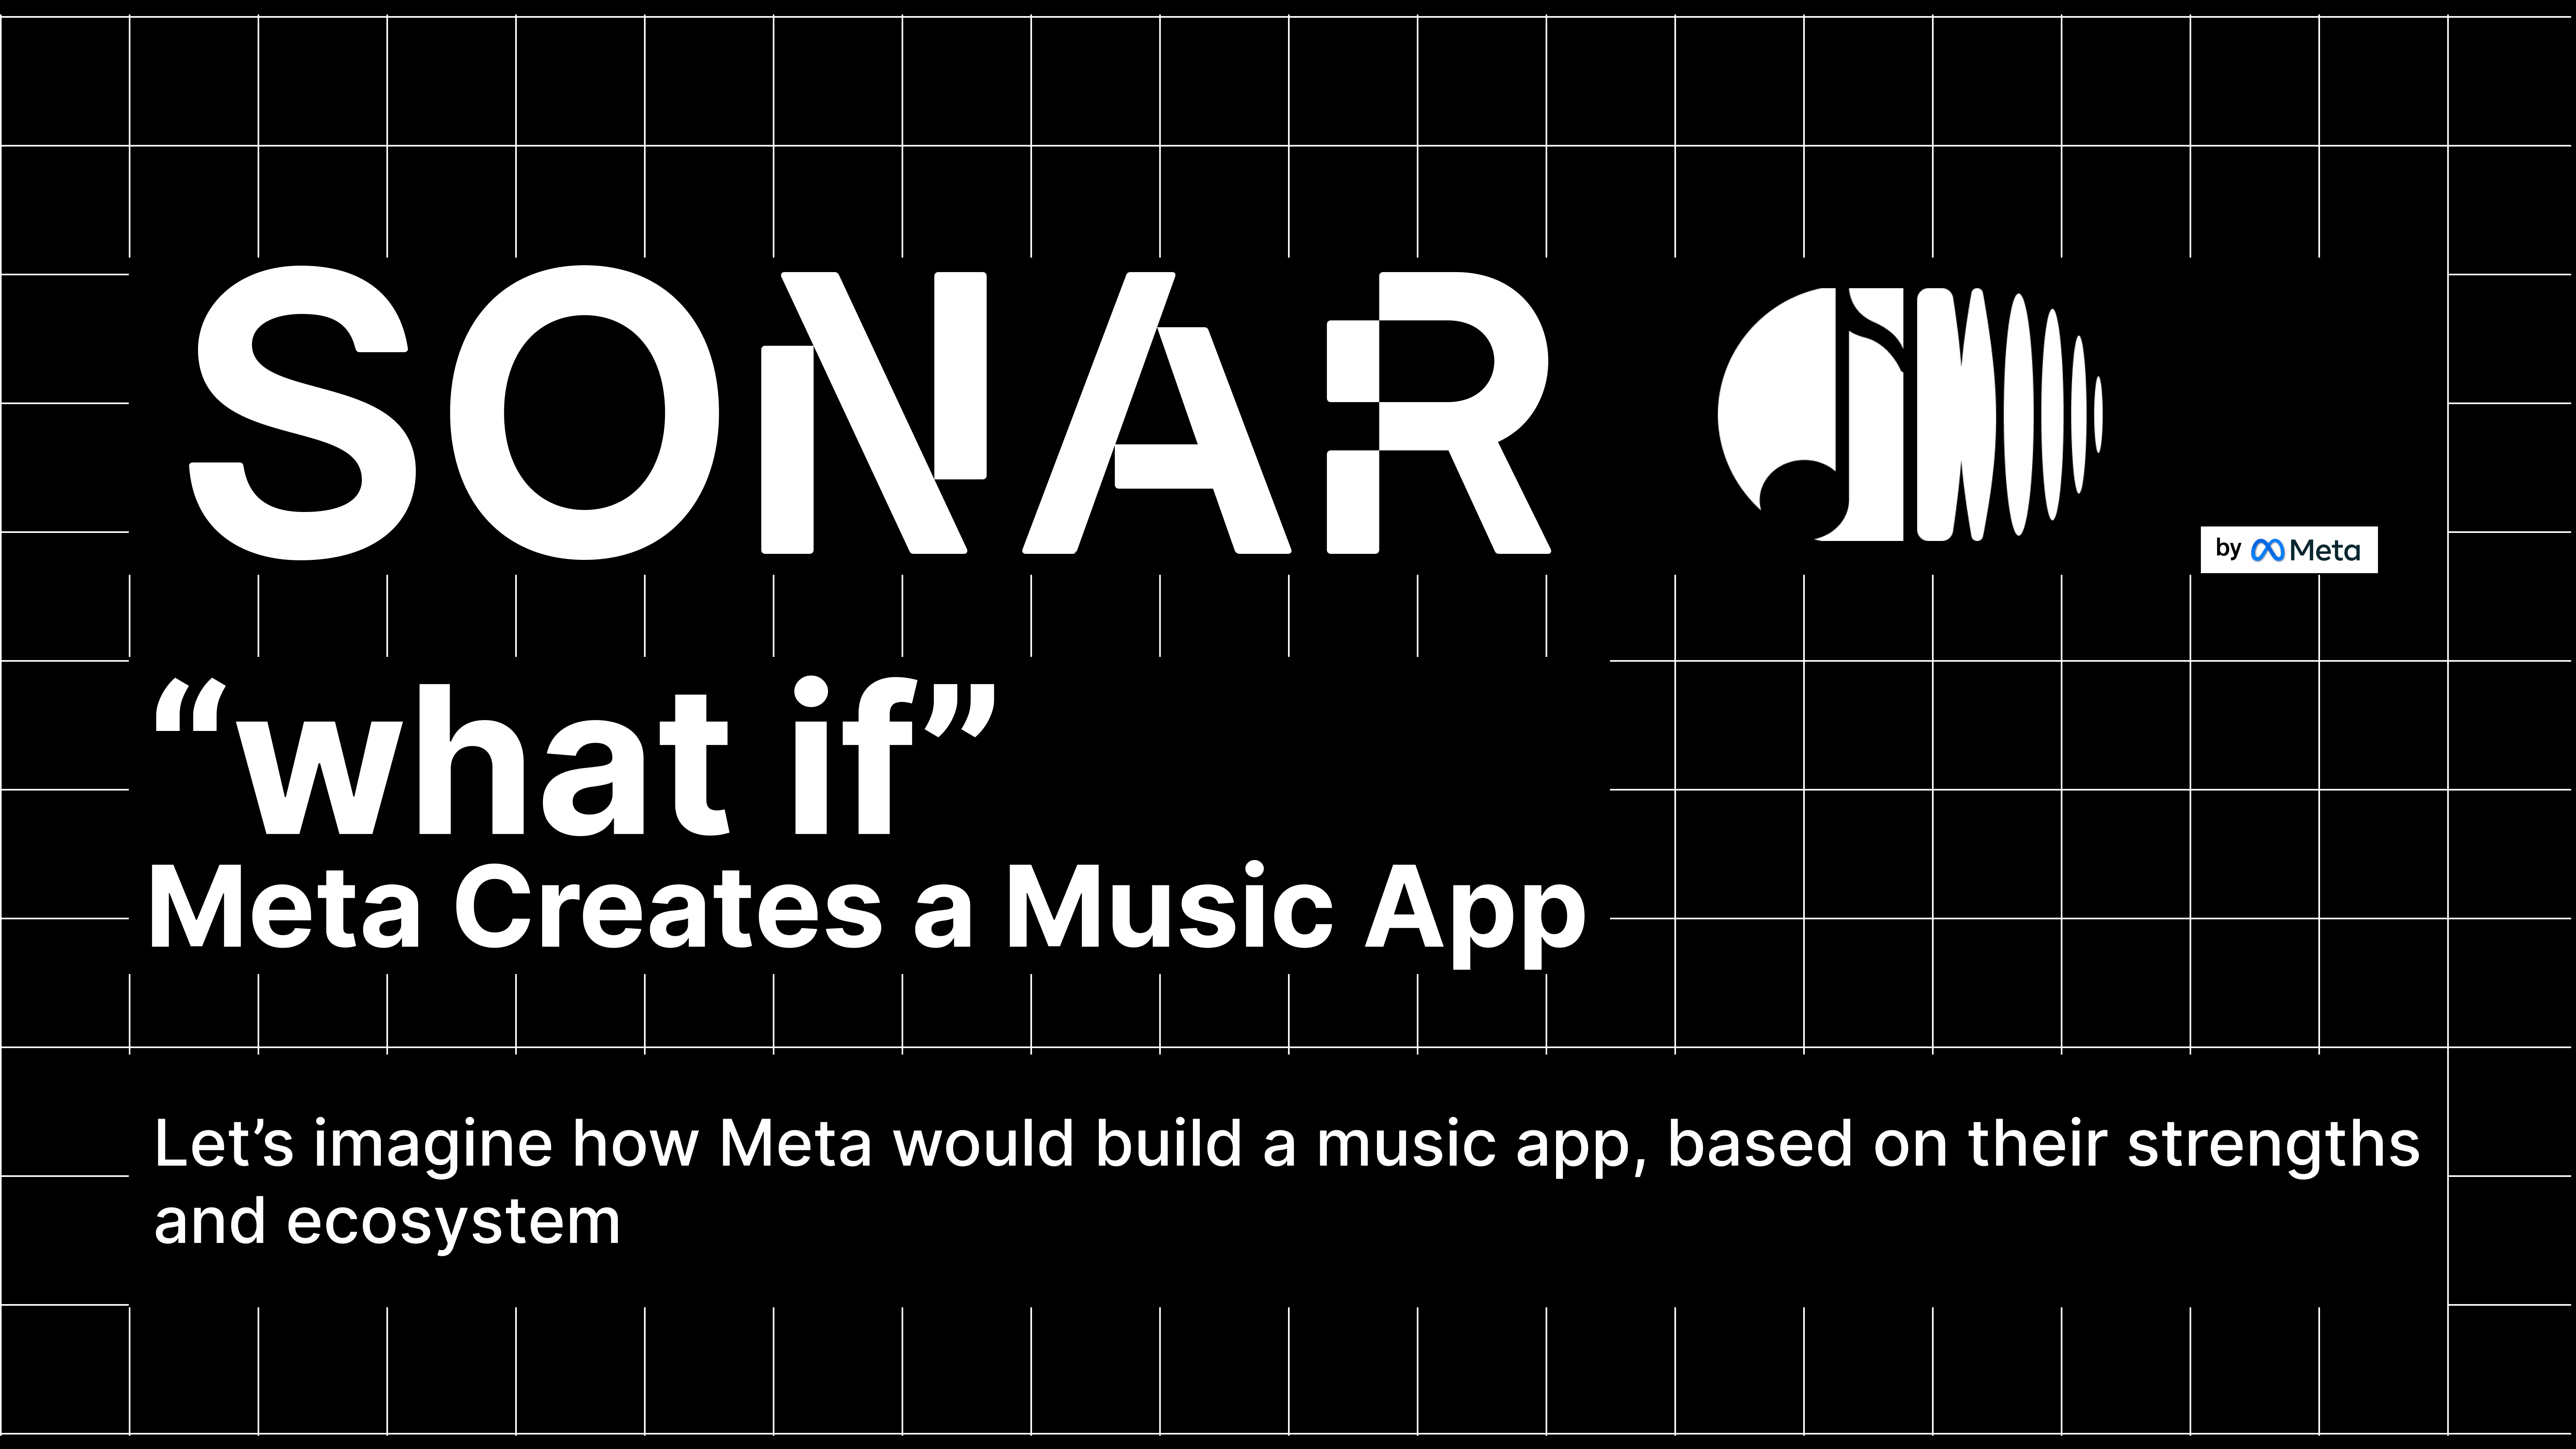 SONAR
by Meta
“what if”
Meta Creates a Music App
Let’s imagine how Meta would build a music app, based on their strengths
and ecosystem